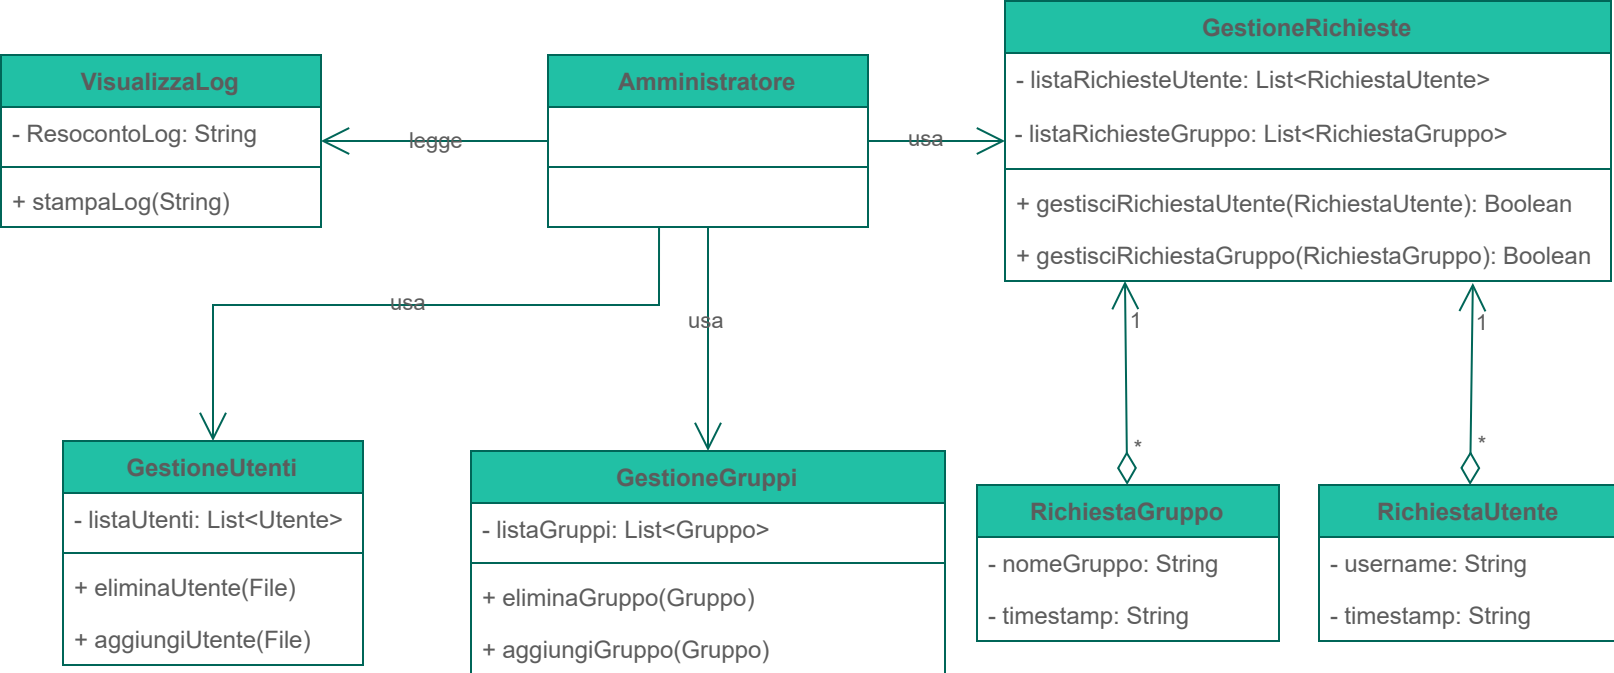 VisualizzaLog
- ResocontoLog: String
+ stampaLog(String)
legge
Amministratore
usa
GestioneRichieste
- listaRichiesteUtente: List<RichiestaUtente>
- listaRichiesteGruppo: List<RichiestaGruppo>
+ gestisciRichiestaUtente(RichiestaUtente): Boolean
+ gestisciRichiestaGruppo(RichiestaGruppo): Boolean
usa
usa
1
1
*
*
GestioneUtenti
- listaUtenti: List<Utente>
+ eliminaUtente(File)
+ aggiungiUtente(File)
GestioneGruppi
- listaGruppi: List<Gruppo>
+ eliminaGruppo(Gruppo)
+ aggiungiGruppo(Gruppo)
RichiestaGruppo
- nomeGruppo: String
- timestamp: String
RichiestaUtente
- username: String
- timestamp: String